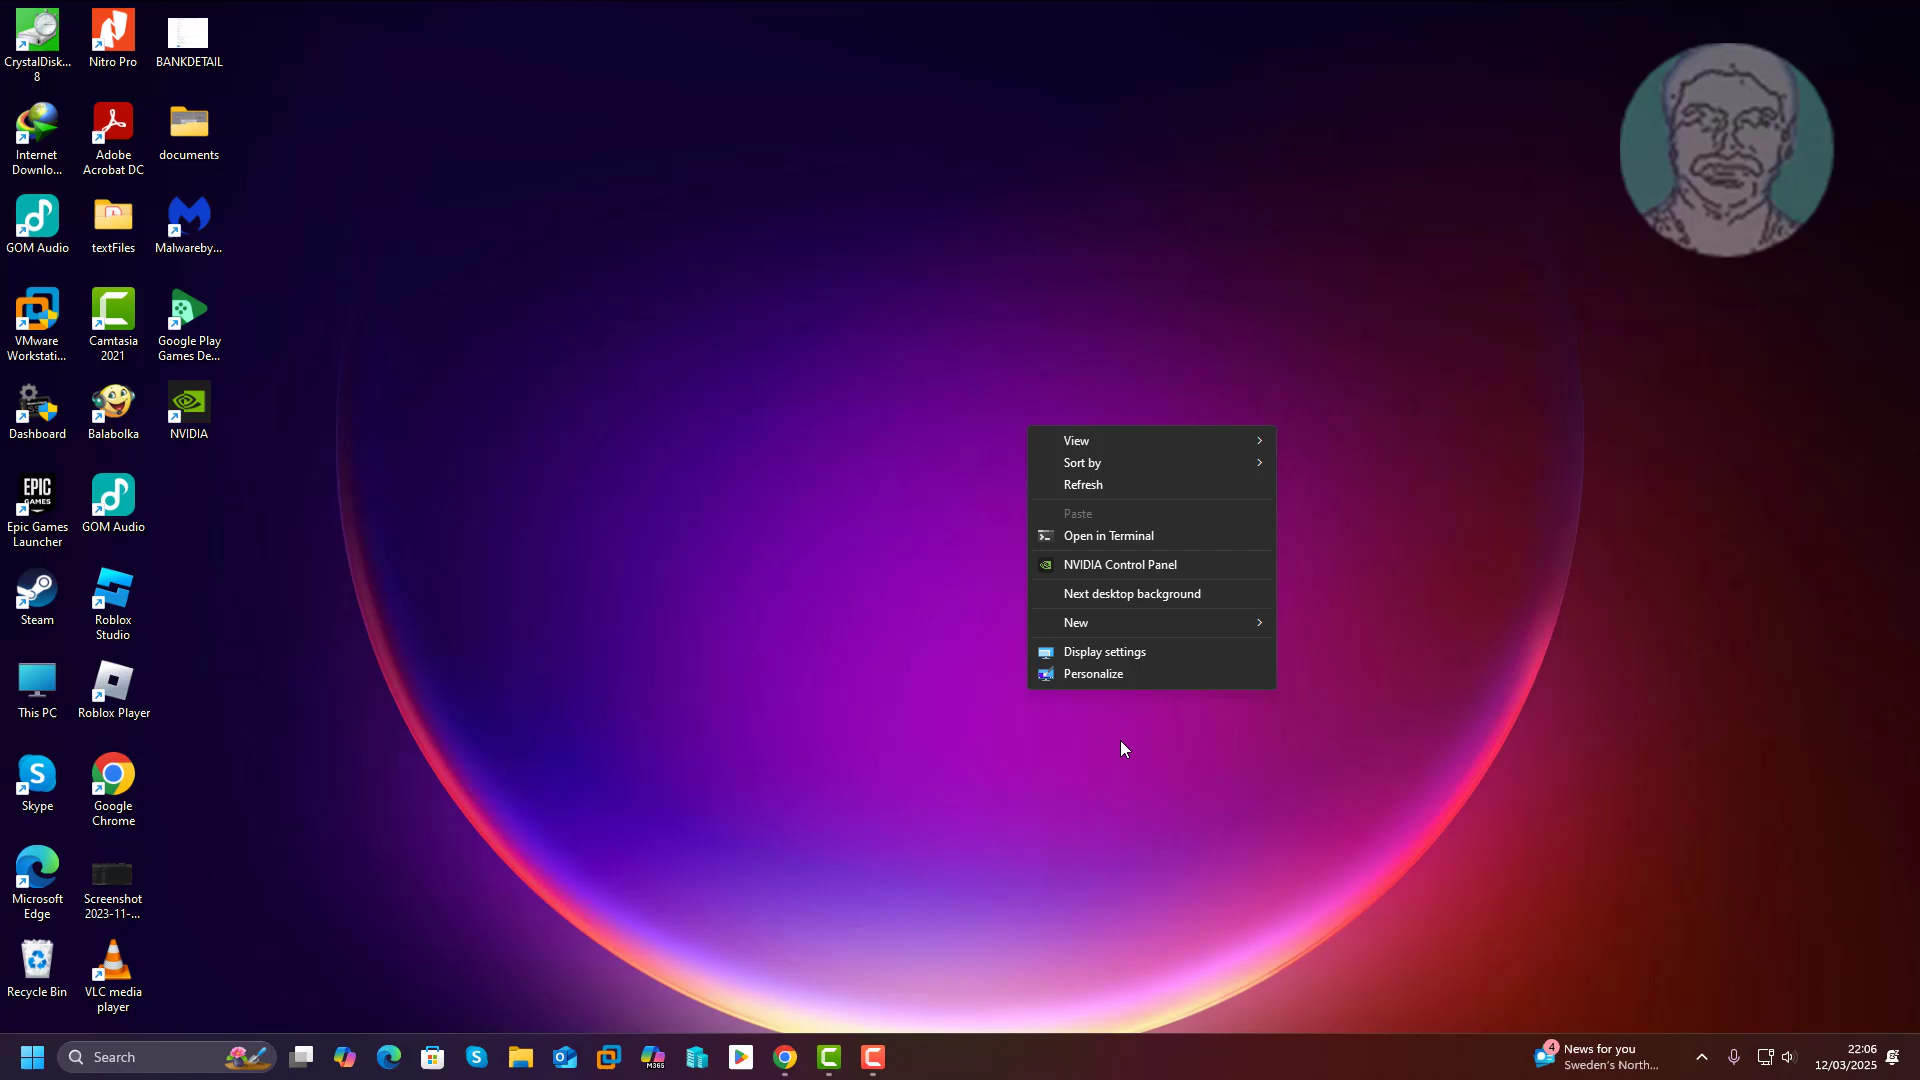 CrystalDisk...
8
Nitro Pro
BANKDETAIL
Internet
Downlo...
Adobe
Acrobat DC
documents
GOM Audio
textFiles
Malwareby...
VMware
Workstati...
Camtasia
2021
Google Play
Games De...
Dashboard
Balabolka
NVIDIA
EPIC
GAMES
Epic Games
Launcher
GOM Audio
Steam
Roblox
Studio
This PC
Roblox Player
Skype
Google
Chrome
Microsoft
Edge
Screenshot
2023-11-...
Recycle Bin
VLC media
player
View
Sort by
Refresh
Paste
Open in Terminal
NVIDIA Control Panel
Next desktop background
New
Display settings
Personalize
Search
M365
4
News for you
Sweden's North...
22:06
12/03/2025